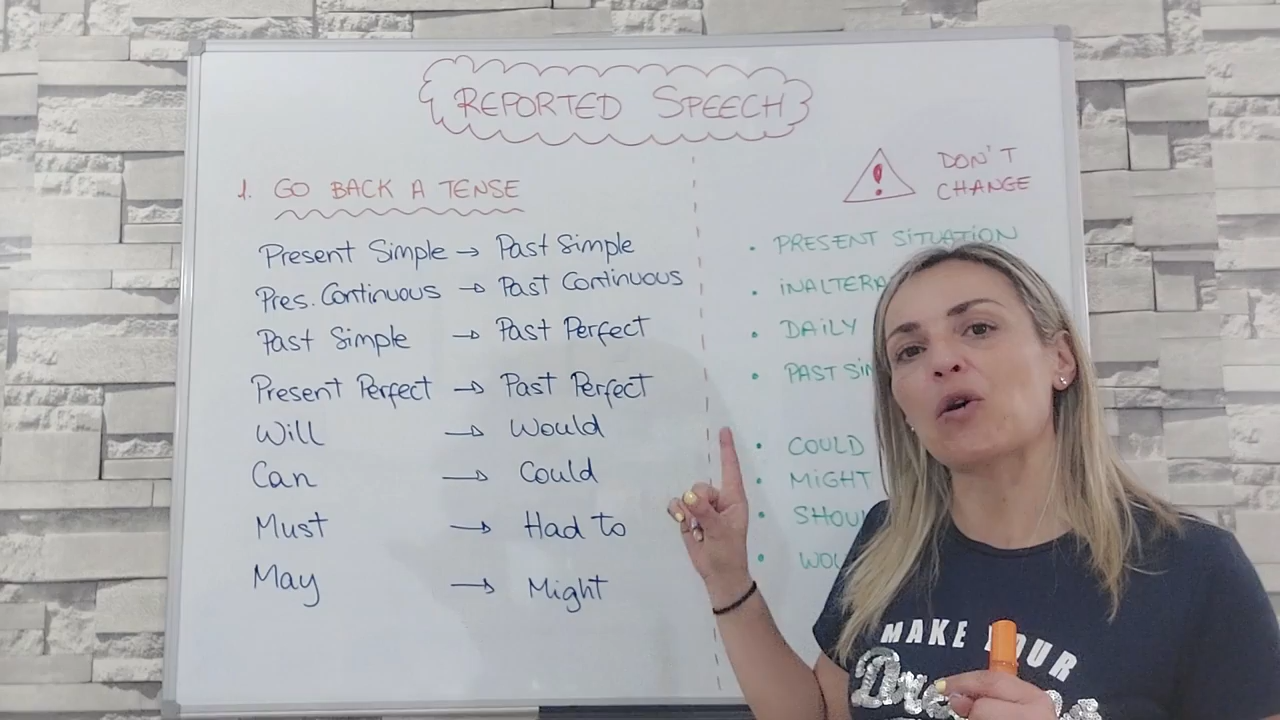 REPORTED SPEECH
1. GO BACK A TENSE
Present Simple → Past Simple
Pres. Continuous → Past Continuous
Past Simple → Past Perfect
Present Perfect → Past Perfect
Will → Would
Can → Could
Must → Had to
May → Might
! DON'T
CHANGE
• PRESENT SITUATION
•
• DAILY
• PAST
• COULD
• MIGHT
•
•
MAKE YOUR